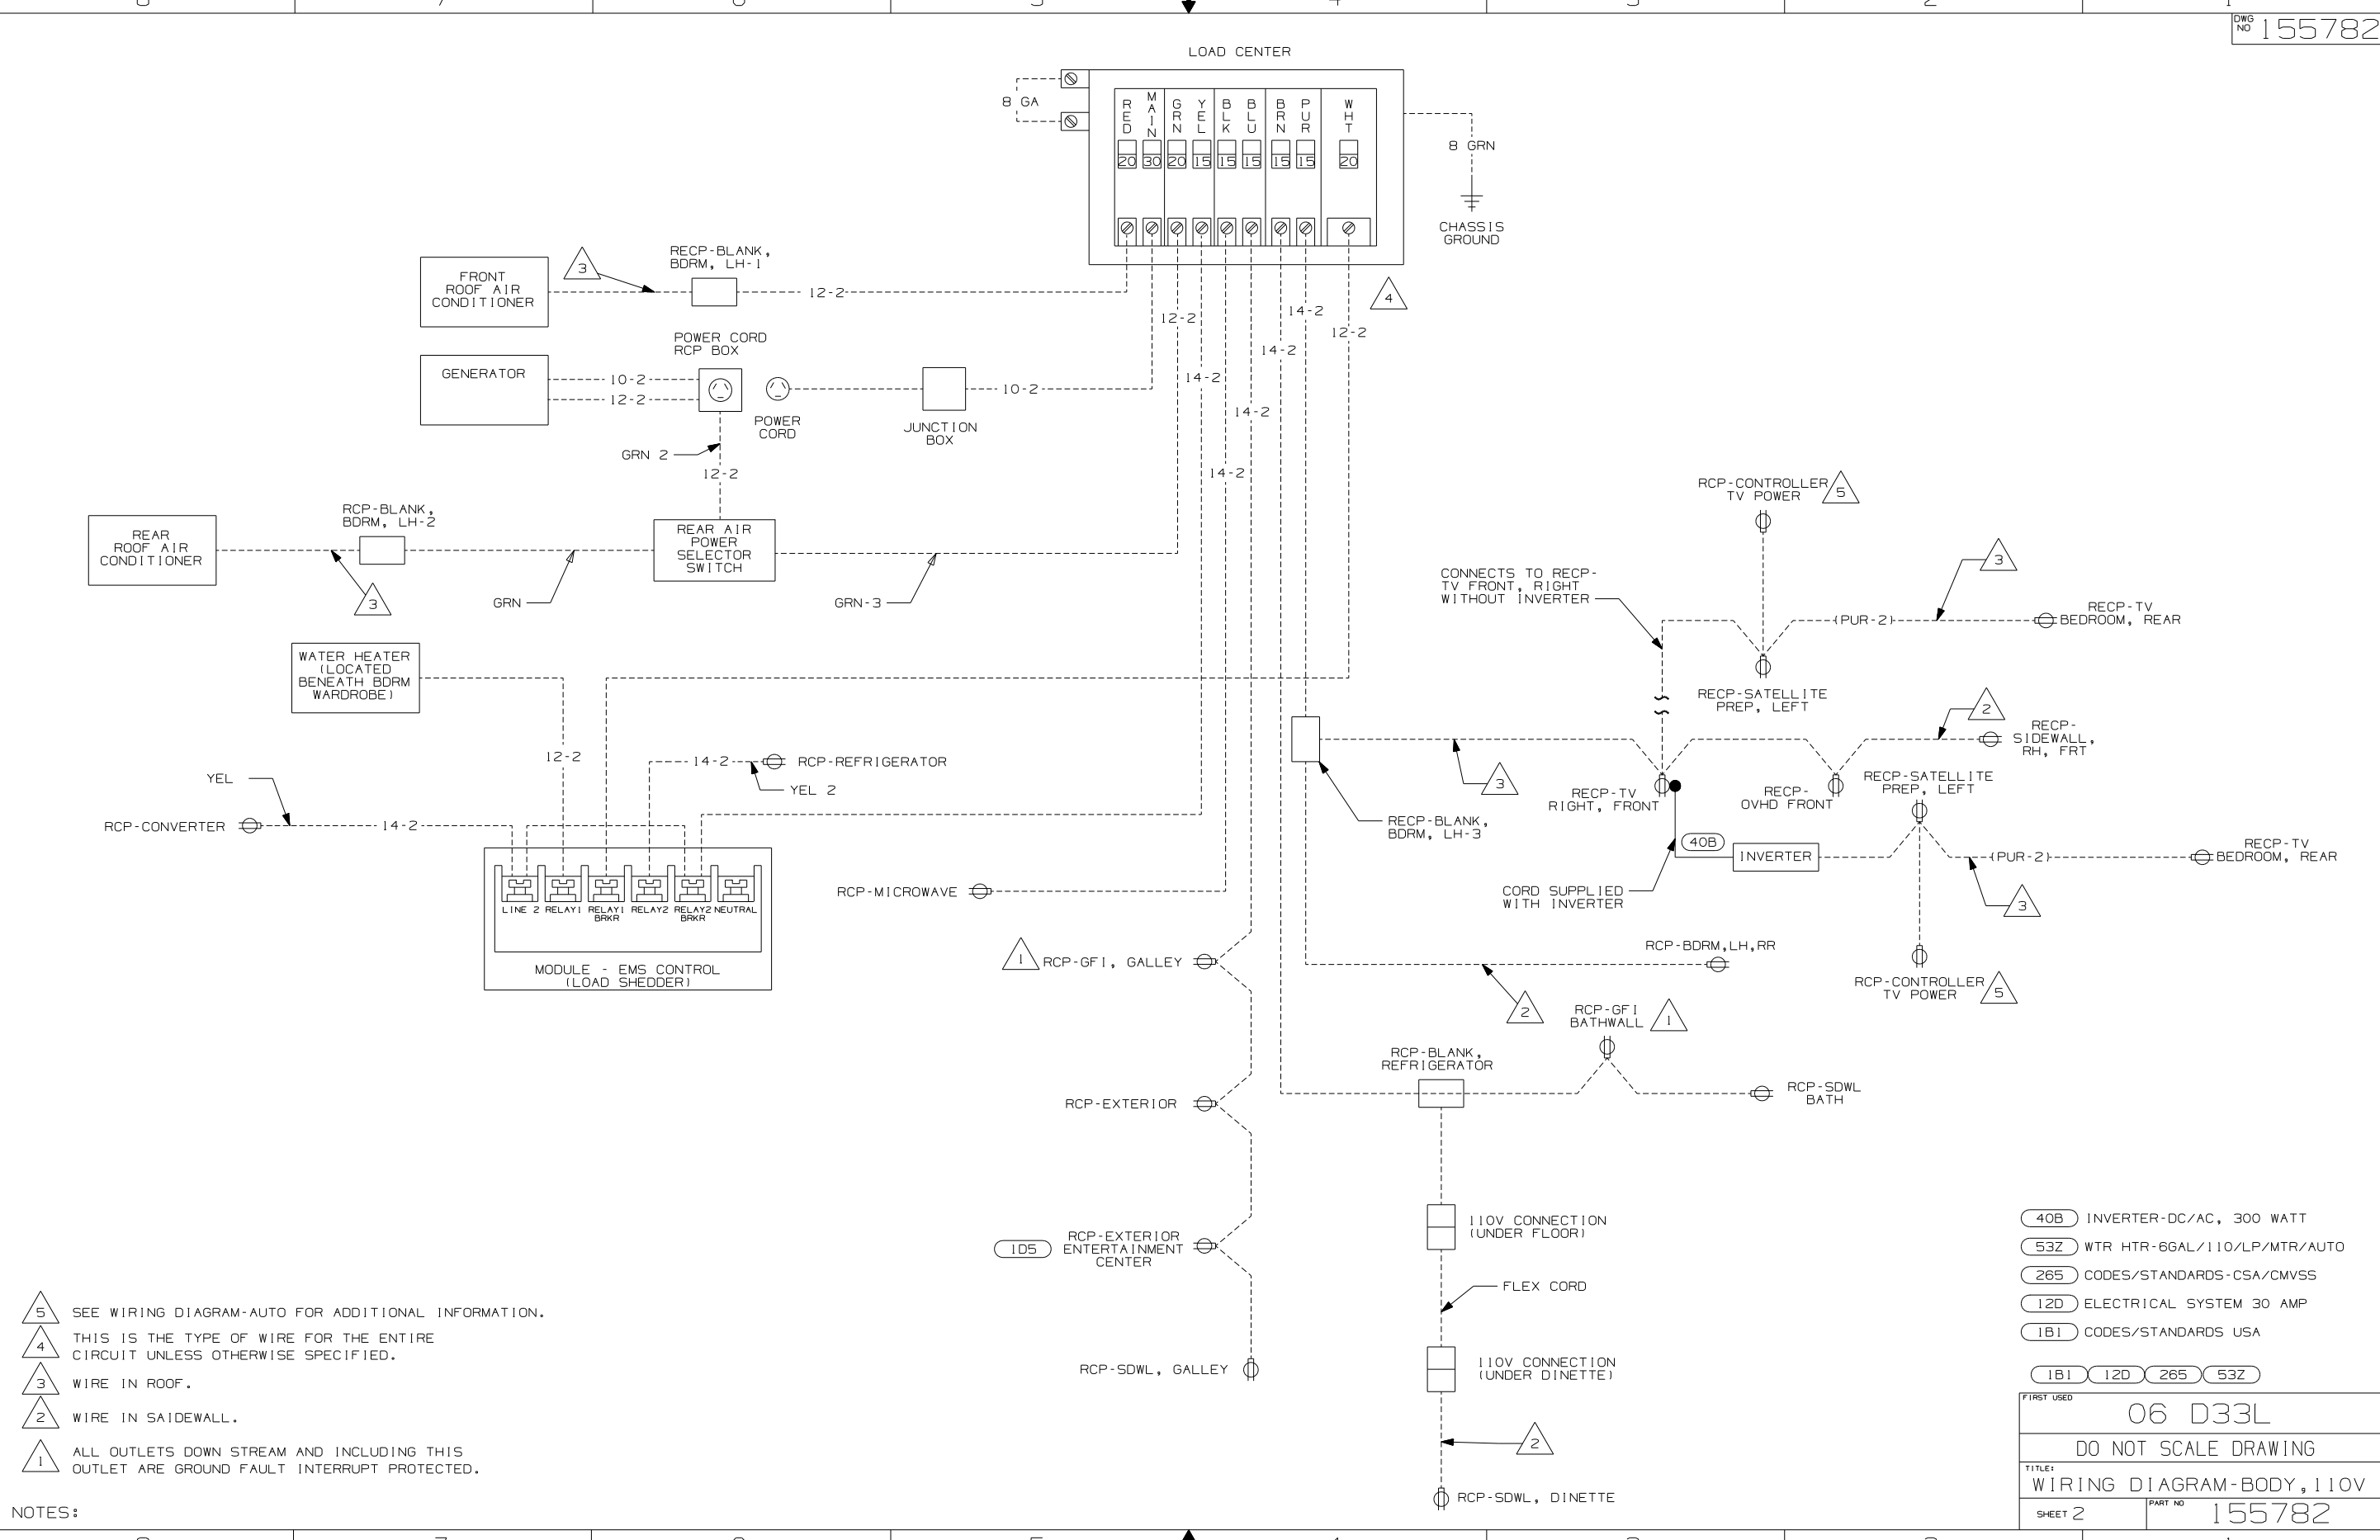 DWG
NO 155782
LOAD CENTER
8 GA
RED
MAIN
GRN
YEL
BLK
BLU
BRN
PUR
WHT
20
30
20
15
15
15
15
15
20
8 GRN
CHASSIS
GROUND
4
FRONT
ROOF AIR
CONDITIONER
3
RECP-BLANK,
BDRM, LH-1
12-2
12-2
14-2
12-2
14-2
14-2
14-2
14-2
GENERATOR
10-2
12-2
POWER CORD
RCP BOX
POWER
CORD
JUNCTION
BOX
10-2
GRN 2
12-2
REAR
ROOF AIR
CONDITIONER
RCP-BLANK,
BDRM, LH-2
3
GRN
REAR AIR
POWER
SELECTOR
SWITCH
GRN-3
WATER HEATER
(LOCATED
BENEATH BDRM
WARDROBE)
12-2
14-2
RCP-REFRIGERATOR
YEL 2
YEL
RCP-CONVERTER
14-2
LINE 2
RELAY1
RELAY1
BRKR
RELAY2
RELAY2
BRKR
NEUTRAL
MODULE - EMS CONTROL
(LOAD SHEDDER)
RCP-CONTROLLER
TV POWER
5
CONNECTS TO RECP-
TV FRONT, RIGHT
WITHOUT INVERTER
(PUR-2)
3
RECP-TV
BEDROOM, REAR
RECP-SATELLITE
PREP, LEFT
2
RECP-
SIDEWALL,
RH, FRT
3
RECP-BLANK,
BDRM, LH-3
RECP-TV
RIGHT, FRONT
RECP-
OVHD FRONT
RECP-SATELLITE
PREP, LEFT
40B
INVERTER
(PUR-2)
RECP-TV
BEDROOM, REAR
CORD SUPPLIED
WITH INVERTER
3
RCP-CONTROLLER
TV POWER
5
RCP-MICROWAVE
1
RCP-GFI, GALLEY
RCP-BDRM,LH,RR
2
RCP-GFI
BATHWALL
1
RCP-BLANK,
REFRIGERATOR
RCP-SDWL
BATH
RCP-EXTERIOR
1D5
RCP-EXTERIOR
ENTERTAINMENT
CENTER
RCP-SDWL, GALLEY
110V CONNECTION
(UNDER FLOOR)
FLEX CORD
110V CONNECTION
(UNDER DINETTE)
2
RCP-SDWL, DINETTE
5 SEE WIRING DIAGRAM-AUTO FOR ADDITIONAL INFORMATION.
4 THIS IS THE TYPE OF WIRE FOR THE ENTIRE
CIRCUIT UNLESS OTHERWISE SPECIFIED.
3 WIRE IN ROOF.
2 WIRE IN SAIDEWALL.
1 ALL OUTLETS DOWN STREAM AND INCLUDING THIS
OUTLET ARE GROUND FAULT INTERRUPT PROTECTED.
NOTES:
40B INVERTER-DC/AC, 300 WATT
53Z WTR HTR-6GAL/110/LP/MTR/AUTO
265 CODES/STANDARDS-CSA/CMVSS
12D ELECTRICAL SYSTEM 30 AMP
1B1 CODES/STANDARDS USA
1B1 12D 265 53Z
FIRST USED
06 D33L
DO NOT SCALE DRAWING
TITLE:
WIRING DIAGRAM-BODY,110V
SHEET 2
PART NO
155782